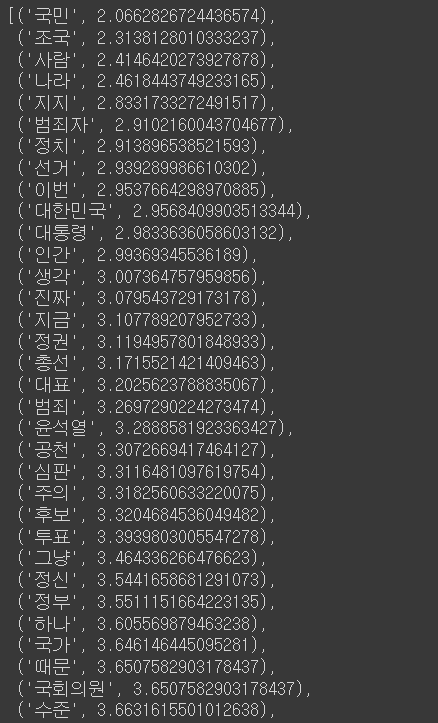 [('국민', 2.0662826724436574),
('조국', 2.3138128010333237),
('사람', 2.4146420273927878),
('나라', 2.4618443749233165),
('지지', 2.8331733272491517),
('범죄자', 2.9102160043704677),
('정치', 2.913896538521593),
('선거', 2.939289986610302),
('이번', 2.9537664298970885),
('대한민국', 2.9568409903513344),
('대통령', 2.9833636058603132),
('인간', 2.99369345536189),
('생각', 3.007364757959856),
('진짜', 3.079543729173178),
('지금', 3.107789207952733),
('정권', 3.1194957801848933),
('총선', 3.1715521421409463),
('대표', 3.2025623788835067),
('범죄', 3.2697290224273474),
('윤석열', 3.2888581923363427),
('공천', 3.3072669417464127),
('심판', 3.3116481097619754),
('주의', 3.3182560633220075),
('후보', 3.3204684536049482),
('투표', 3.3939803005547278),
('그냥', 3.464336266476623),
('정신', 3.5441658681291073),
('정부', 3.5511151664223135),
('하나', 3.605569879463238),
('국가', 3.646146445095281),
('때문', 3.6507582903178437),
('국회의원', 3.6507582903178437),
('수준', 3.6631615501012638),